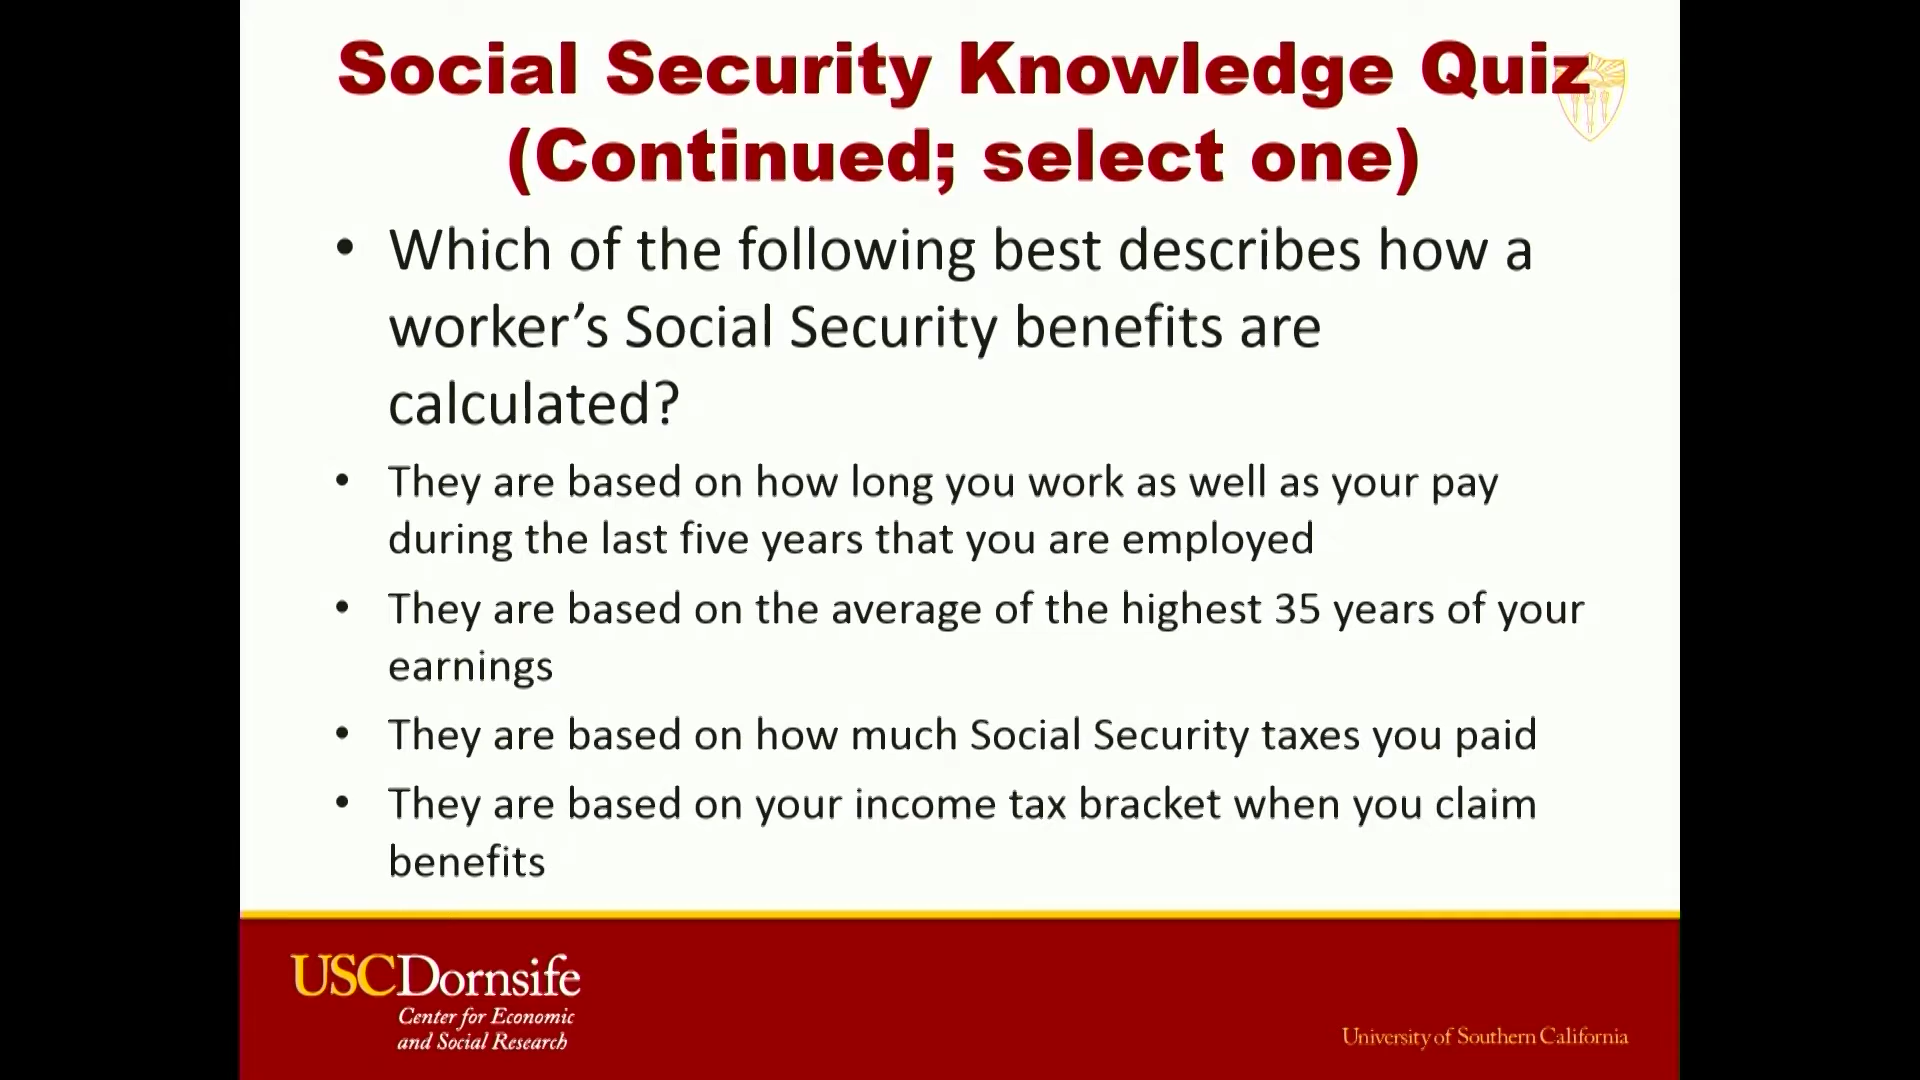 Social Security Knowledge Quiz
(Continued; select one)
• Which of the following best describes how a
worker’s Social Security benefits are
calculated?
• They are based on how long you work as well as your pay
during the last five years that you are employed
• They are based on the average of the highest 35 years of your
earnings
• They are based on how much Social Security taxes you paid
• They are based on your income tax bracket when you claim
benefits
USCDornsife
Center for Economic
and Social Research
University of Southern California